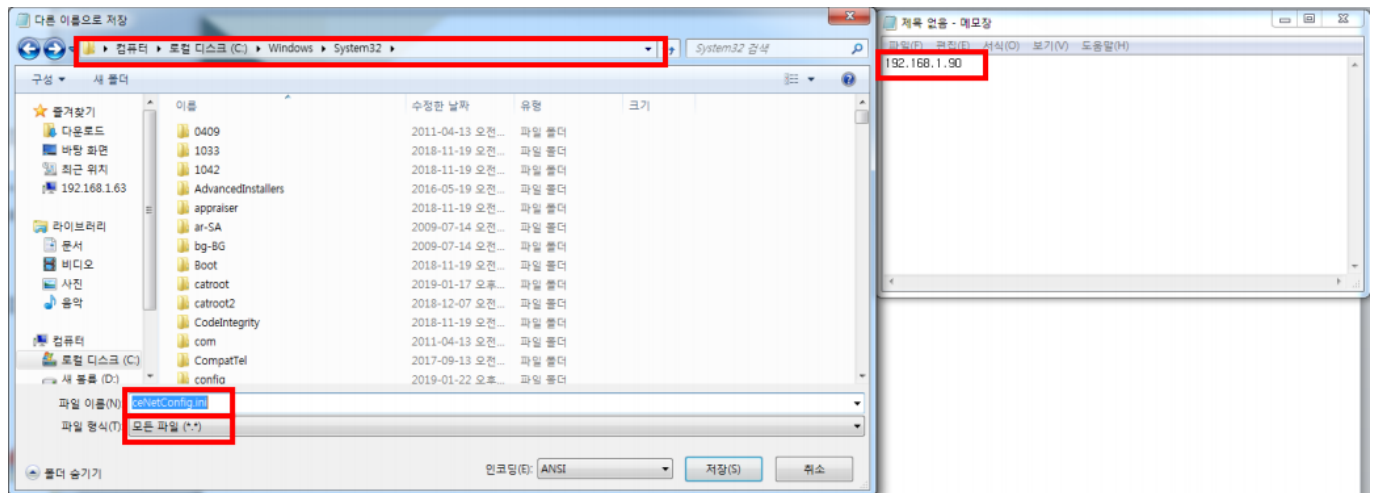 다른 이름으로 저장
컴퓨터 ▸ 로컬 디스크 (C:) ▸ Windows ▸ System32 ▸
System32 검색
구성 새 폴더
이름 수정한 날짜 유형 크기
즐겨찾기
다운로드
바탕 화면
최근 위치
192.168.1.63
라이브러리
문서
비디오
사진
음악
컴퓨터
로컬 디스크 (C:)
새 볼륨 (D:)
0409 2011-04-13 오전... 파일 폴더
1033 2018-11-19 오전... 파일 폴더
1042 2018-11-19 오전... 파일 폴더
AdvancedInstallers 2016-05-19 오전... 파일 폴더
appraiser 2018-11-19 오전... 파일 폴더
ar-SA 2009-07-14 오전... 파일 폴더
bg-BG 2009-07-14 오전... 파일 폴더
Boot 2018-11-19 오전... 파일 폴더
catroot 2019-01-17 오후... 파일 폴더
catroot2 2018-12-07 오전... 파일 폴더
CodeIntegrity 2018-11-19 오전... 파일 폴더
com 2011-04-13 오전... 파일 폴더
CompatTel 2017-09-13 오전... 파일 폴더
config 2019-01-22 오후... 파일 폴더
파일 이름(N): ceNetConfig.ini
파일 형식(T): 모든 파일 (*.*)
폴더 숨기기
인코딩(E): ANSI 저장(S) 취소
제목 없음 - 메모장
파일(F) 편집(E) 서식(O) 보기(V) 도움말(H)
192.168.1.90